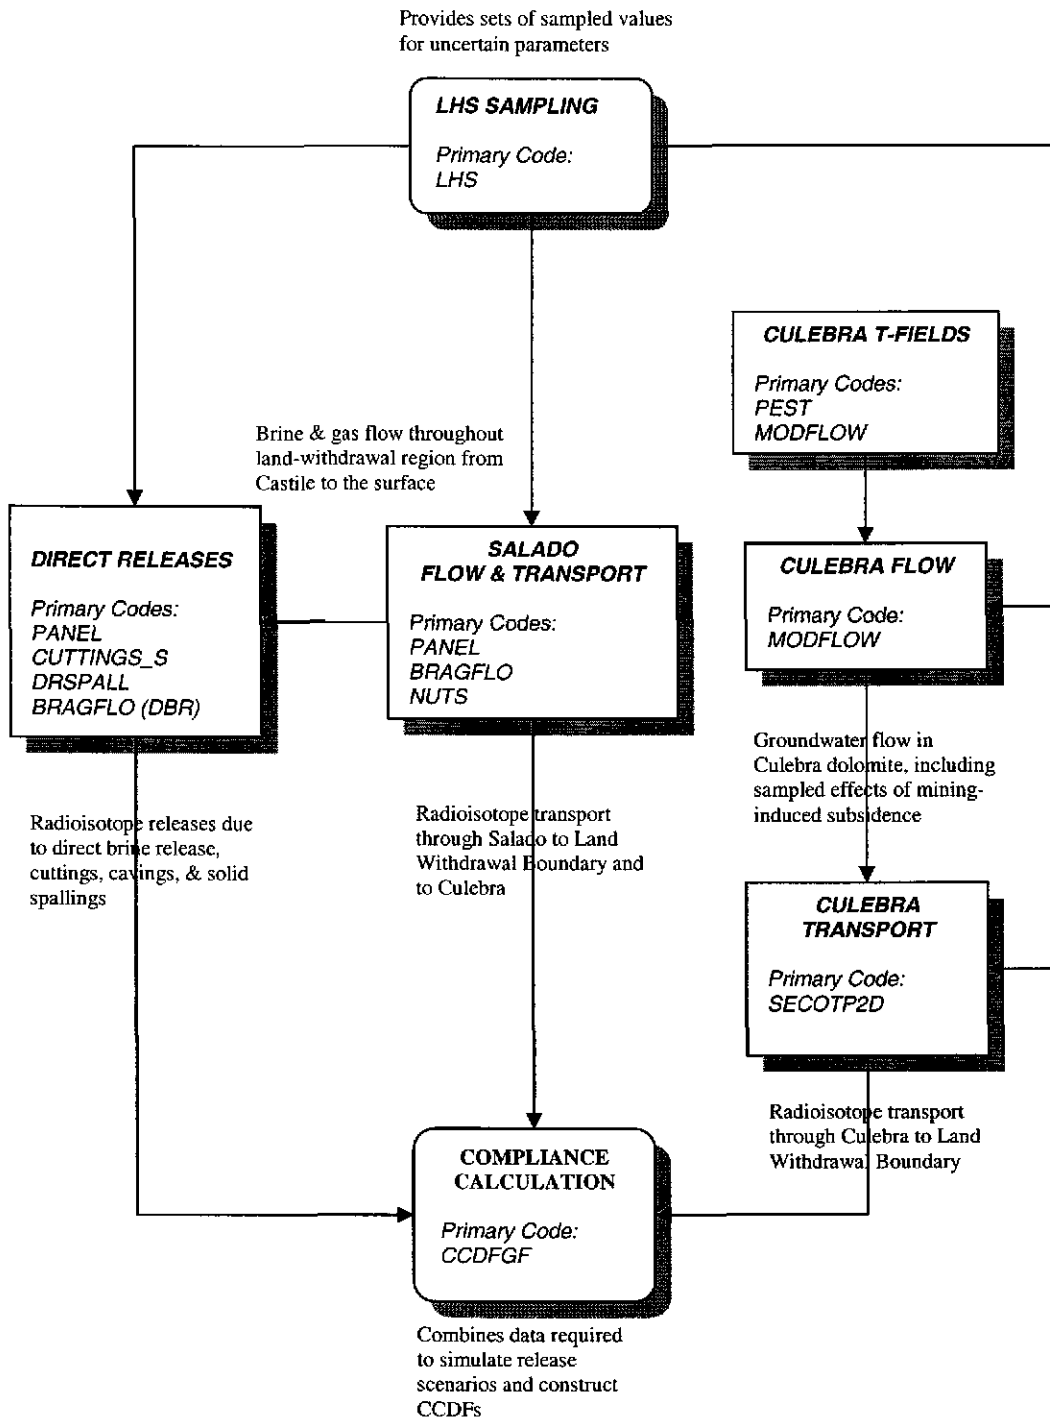 Provides sets of sampled values
for uncertain parameters
LHS SAMPLING
Primary Code:
LHS
CULEBRA T-FIELDS
Primary Codes:
PEST
MODFLOW
Brine & gas flow throughout
land-withdrawal region from
Castile to the surface
DIRECT RELEASES
Primary Codes:
PANEL
CUTTINGS_S
DRSPALL
BRAGFLO (DBR)
SALADO
FLOW & TRANSPORT
Primary Codes:
PANEL
BRAGFLO
NUTS
CULEBRA FLOW
Primary Code:
MODFLOW
Groundwater flow in
Culebra dolomite, including
sampled effects of mining-
induced subsidence
Radioisotope releases due
to direct brine release,
cuttings, cavings, & solid
spallings
Radioisotope transport
through Salado to Land
Withdrawal Boundary and
to Culebra
CULEBRA
TRANSPORT
Primary Code:
SECOTP2D
Radioisotope transport
through Culebra to Land
Withdrawal Boundary
COMPLIANCE
CALCULATION
Primary Code:
CCDFGF
Combines data required
to simulate release
scenarios and construct
CCDFs